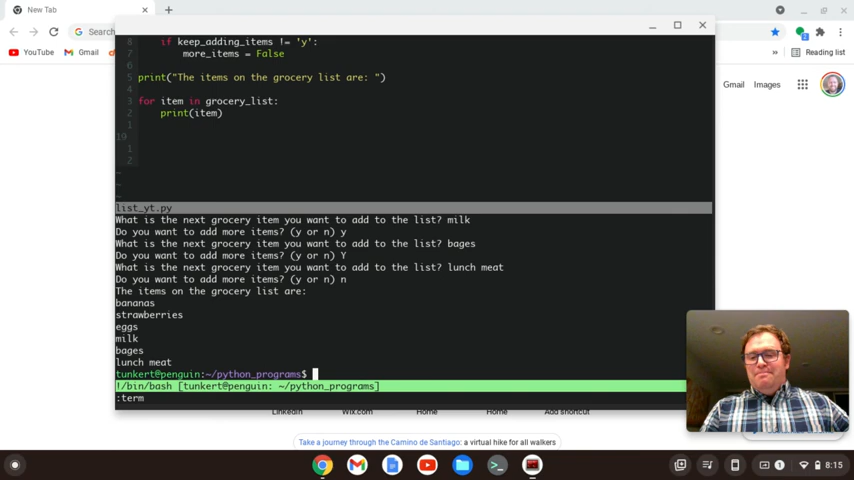 New Tab
Search
YouTube
Gmail
Reading list
Gmail
Images
8 if keep_adding_items != 'y':
7 more_items = False
6
5 print("The items on the grocery list are: ")
4
3 for item in grocery_list:
2 print(item)
1
19
1
2
~
~
~
list_yt.py
What is the next grocery item you want to add to the list? milk
Do you want to add more items? (y or n) y
What is the next grocery item you want to add to the list? bages
Do you want to add more items? (y or n) Y
What is the next grocery item you want to add to the list? lunch meat
Do you want to add more items? (y or n) n
The items on the grocery list are:
bananas
strawberries
eggs
milk
bages
lunch meat
tunkert@penguin:~/python_programs$
!/bin/bash [tunkert@penguin: ~/python_programs]
:term
LinkedIn
Wix.com
Home
Home
Add shortcut
Take a journey through the Camino de Santiago: a virtual hike for all walkers
1
8:15